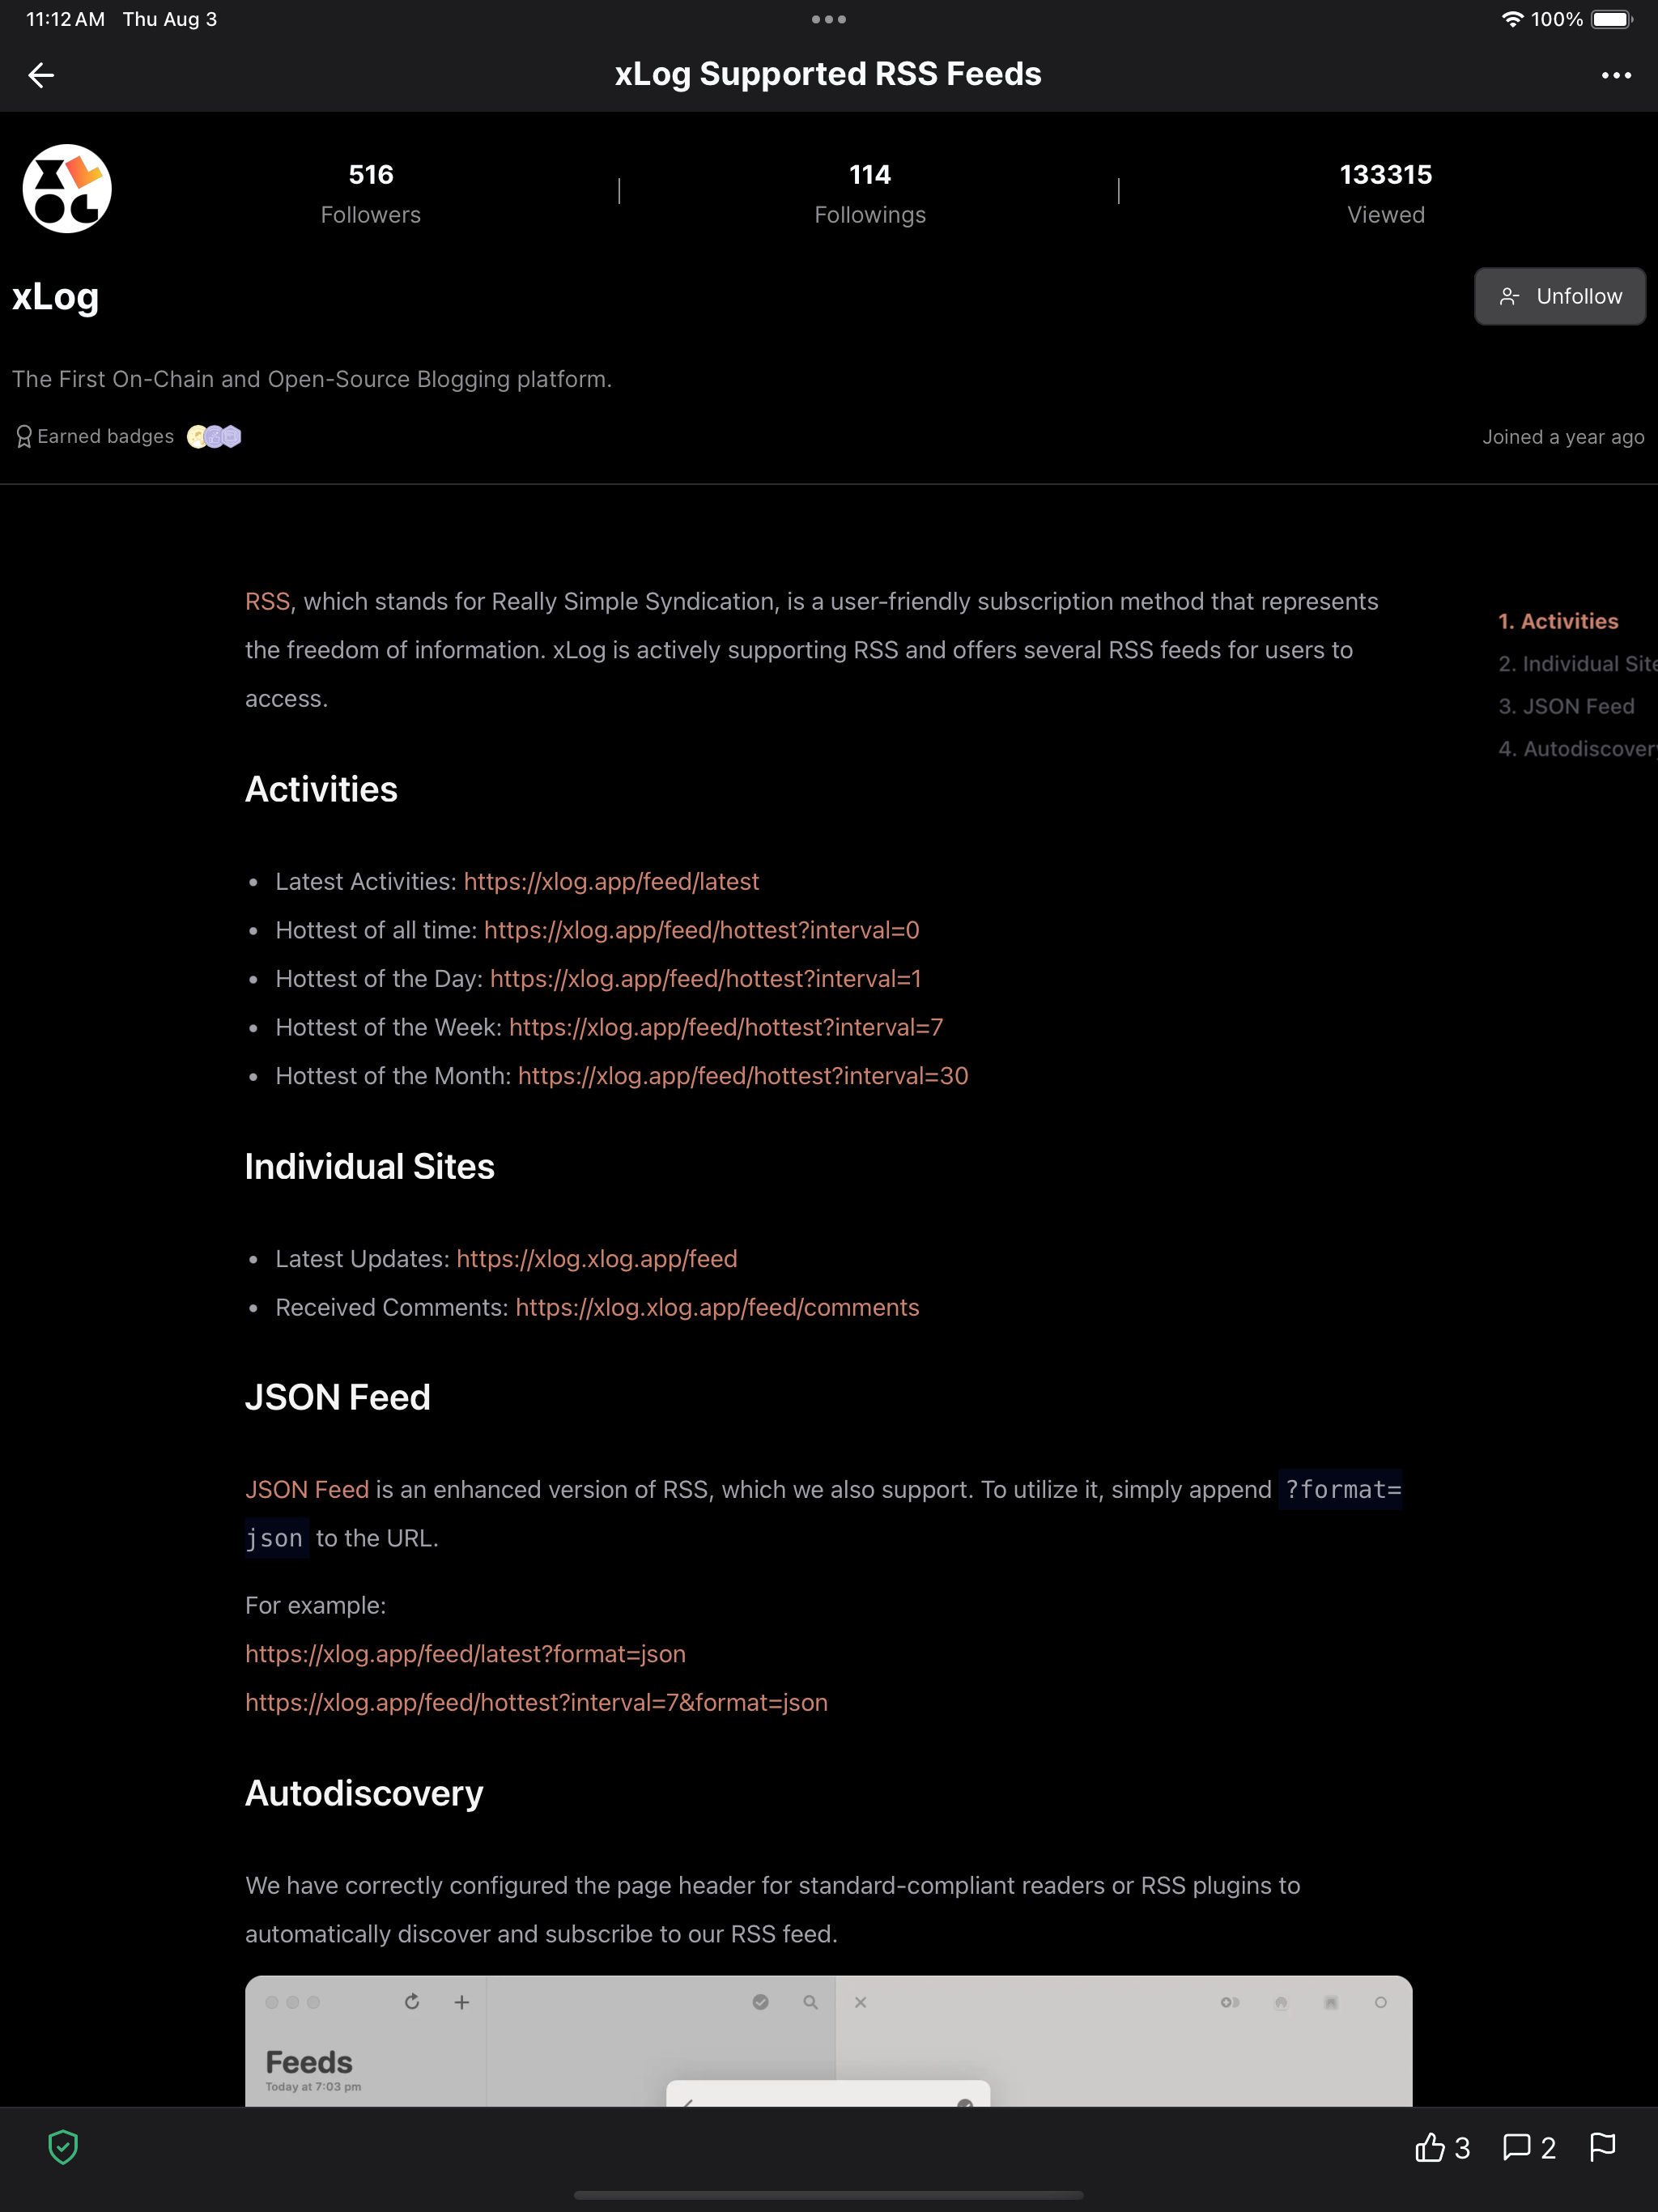 11:12 AM Thu Aug 3
100%
xLog Supported RSS Feeds
516
Followers
114
Followings
133315
Viewed
xLog
Unfollow
The First On-Chain and Open-Source Blogging platform.
Earned badges
Joined a year ago
RSS, which stands for Really Simple Syndication, is a user-friendly subscription method that represents
the freedom of information. xLog is actively supporting RSS and offers several RSS feeds for users to
access.
1. Activities
2. Individual Site
3. JSON Feed
4. Autodiscovery
Activities
• Latest Activities: https://xlog.app/feed/latest
• Hottest of all time: https://xlog.app/feed/hottest?interval=0
• Hottest of the Day: https://xlog.app/feed/hottest?interval=1
• Hottest of the Week: https://xlog.app/feed/hottest?interval=7
• Hottest of the Month: https://xlog.app/feed/hottest?interval=30
Individual Sites
• Latest Updates: https://xlog.xlog.app/feed
• Received Comments: https://xlog.xlog.app/feed/comments
JSON Feed
JSON Feed is an enhanced version of RSS, which we also support. To utilize it, simply append ?format=
json to the URL.
For example:
https://xlog.app/feed/latest?format=json
https://xlog.app/feed/hottest?interval=7&format=json
Autodiscovery
We have correctly configured the page header for standard-compliant readers or RSS plugins to
automatically discover and subscribe to our RSS feed.
Feeds
Today at 7:03 pm
3
2